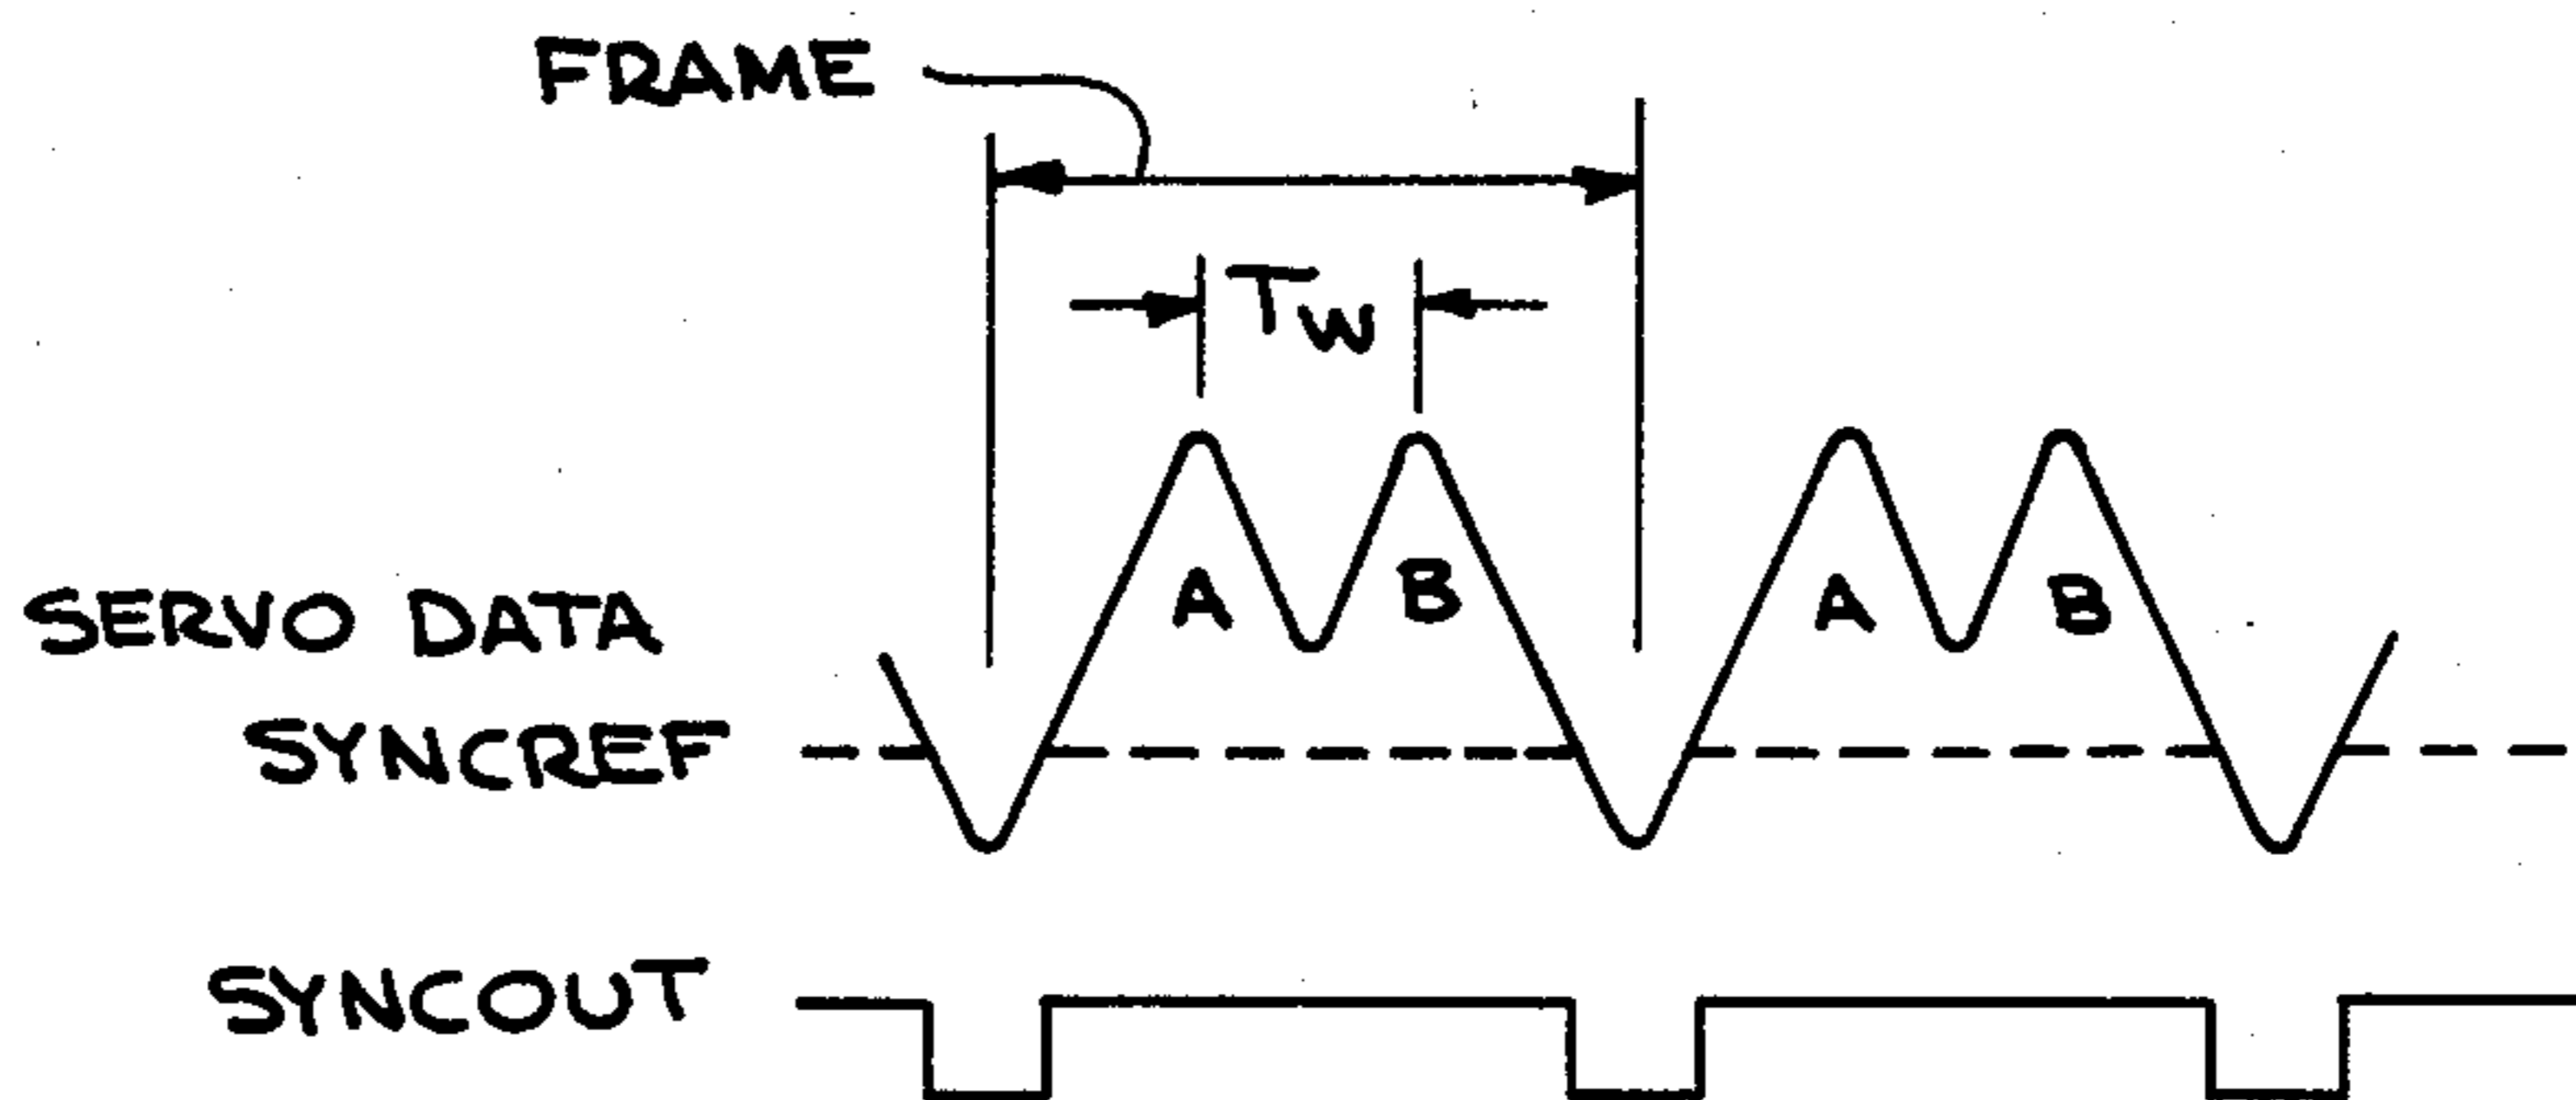 FRAME
TW
A B A B
SERVO DATA
SYNCREF
SYNCOUT